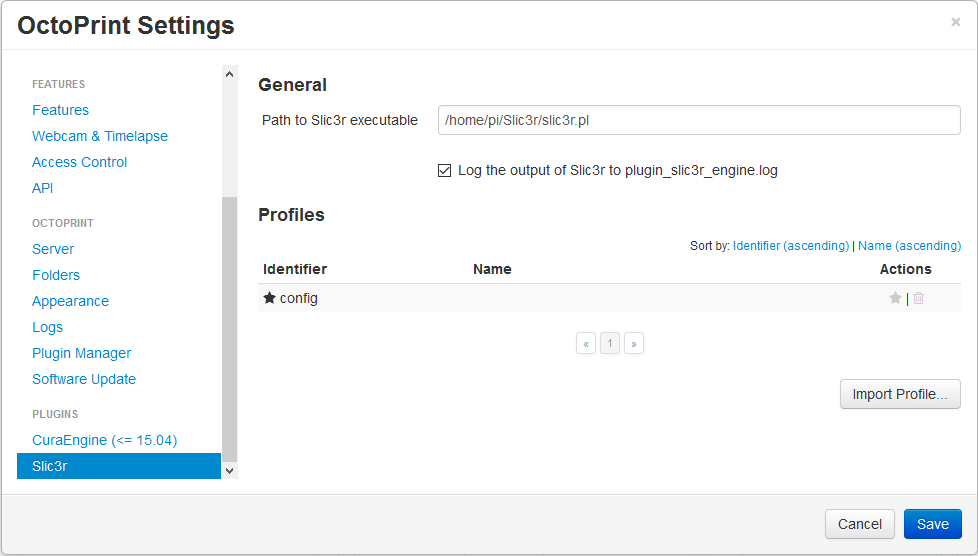 OctoPrint Settings
×
FEATURES
Features
Webcam & Timelapse
Access Control
API
OCTOPRINT
Server
Folders
Appearance
Logs
Plugin Manager
Software Update
PLUGINS
CuraEngine (<= 15.04)
Slic3r
General
Path to Slic3r executable /home/pi/Slic3r/slic3r.pl
Log the output of Slic3r to plugin_slic3r_engine.log
Profiles
Sort by: Identifier (ascending) | Name (ascending)
Identifier Name Actions
config |
« 1 »
Import Profile...
Cancel Save